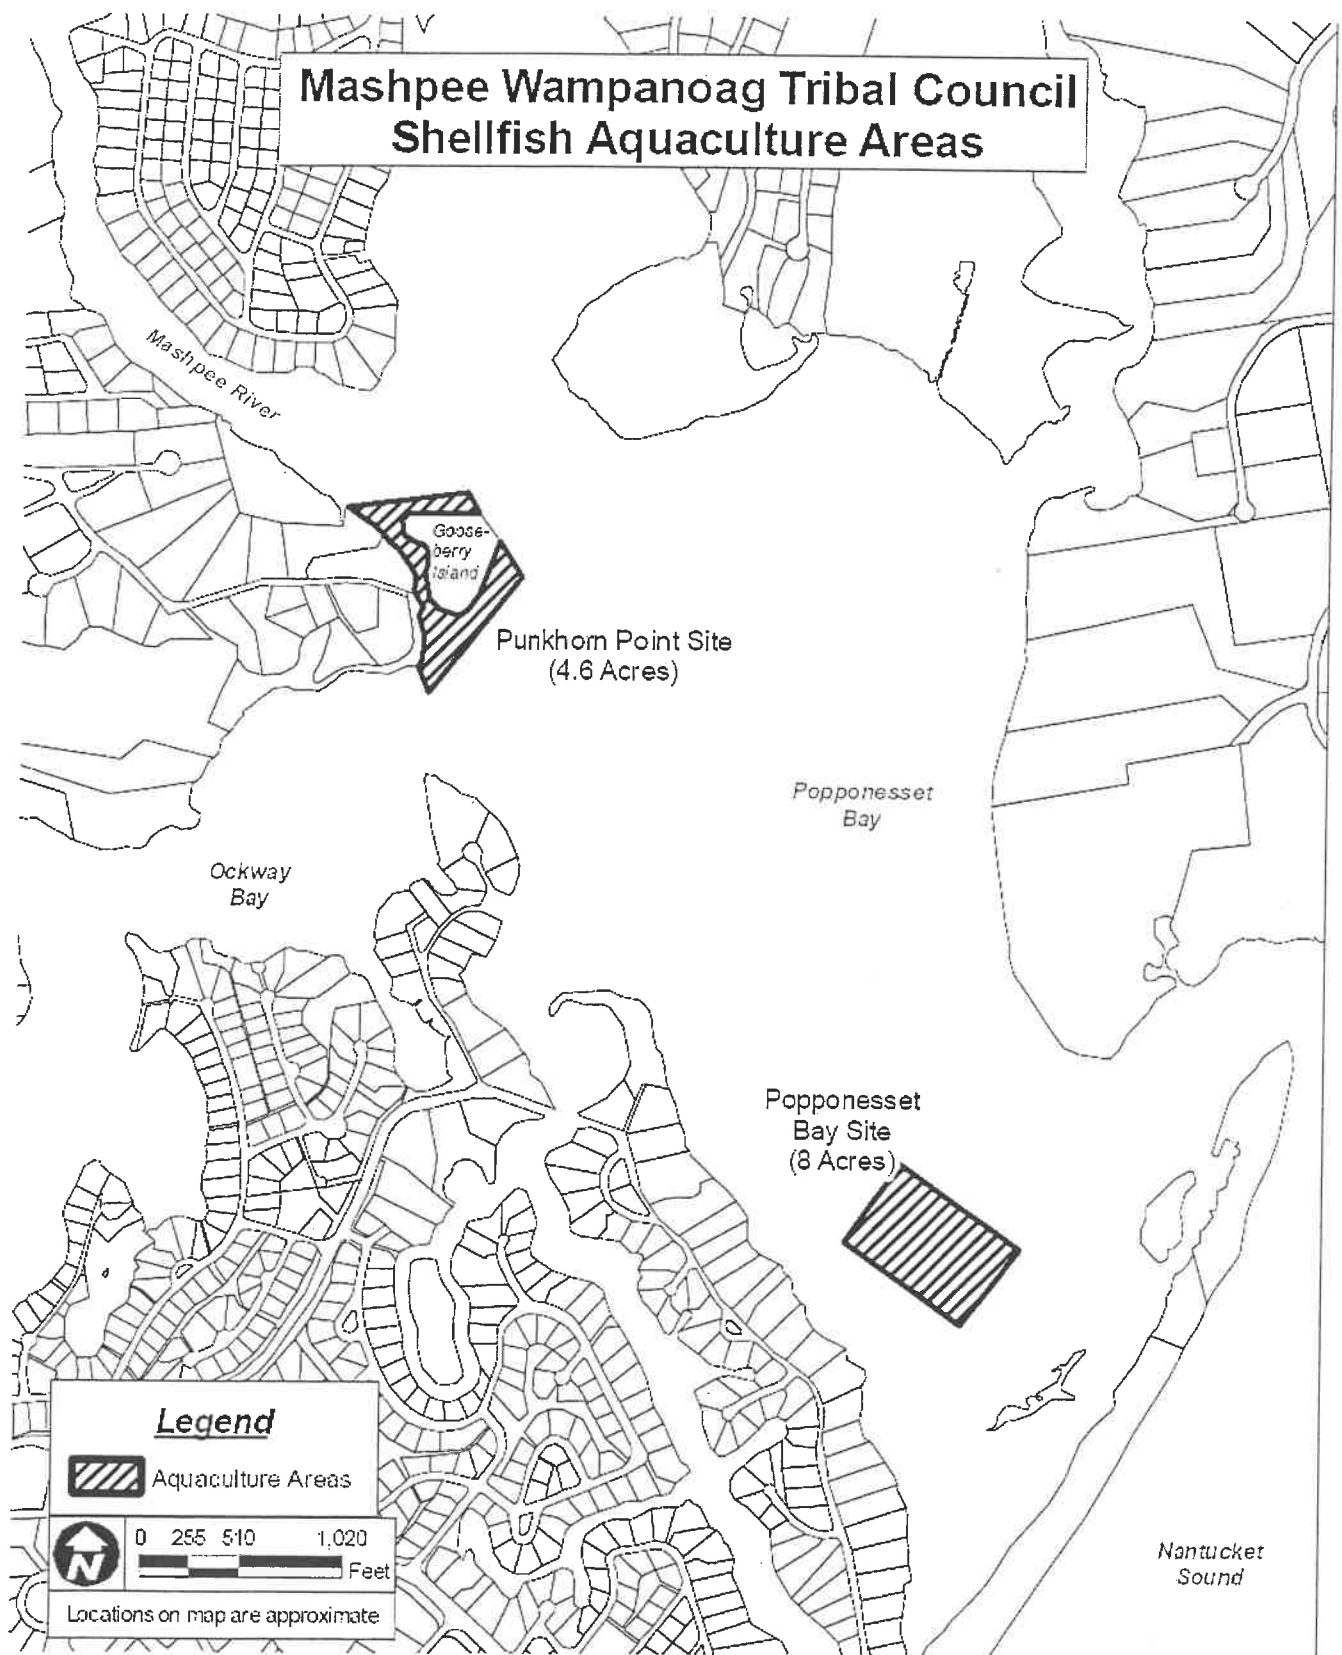 Mashpee Wampanoag Tribal Council
Shellfish Aquaculture Areas
Mashpee River
Goose-
berry
Island
Punkhorn Point Site
(4.6 Acres)
Popponesset
Bay
Ockway
Bay
Popponesset
Bay Site
(8 Acres)
Legend
Aquaculture Areas
N
0 255 510 1,020
Feet
Locations on map are approximate
Nantucket
Sound